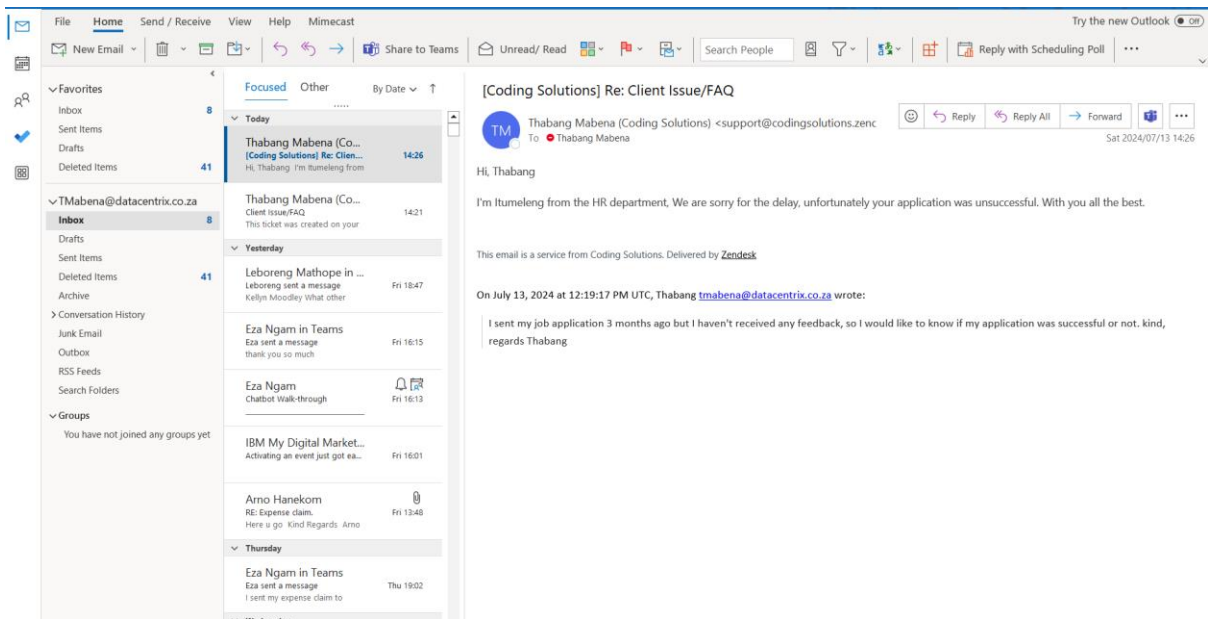 File Home Send / Receive View Help Mimecast
Try the new Outlook Off
New Email
Share to Teams
Unread/ Read
Search People
Reply with Scheduling Poll
Favorites
Inbox 8
Sent Items
Drafts
Deleted Items 41
TMabena@datacentrix.co.za
Inbox 8
Drafts
Sent Items
Deleted Items 41
Archive
Conversation History
Junk Email
Outbox
RSS Feeds
Search Folders
Groups
You have not joined any groups yet
Focused Other By Date
Today
Thabang Mabena (Co...
[Coding Solutions] Re: Clien... 14:26
Hi, Thabang I'm Itumeleng from
Thabang Mabena (Co...
Client Issue/FAQ 14:21
This ticket was created on your
Yesterday
Leboreng Mathope in ...
Leboreng sent a message Fri 18:47
Kellyn Moodley What other
Eza Ngam in Teams
Eza sent a message Fri 16:15
thank you so much
Eza Ngam
Chatbot Walk-through Fri 16:13
IBM My Digital Market...
Activating an event just got ea... Fri 16:01
Arno Hanekom
RE: Expense claim. Fri 13:48
Here u go Kind Regards Arno
Thursday
Eza Ngam in Teams
Eza sent a message Thu 19:02
I sent my expense claim to
[Coding Solutions] Re: Client Issue/FAQ
TM
Thabang Mabena (Coding Solutions) <support@codingsolutions.zenc
To Thabang Mabena
Reply Reply All Forward
Sat 2024/07/13 14:26
Hi, Thabang
I'm Itumeleng from the HR department, We are sorry for the delay, unfortunately your application was unsuccessful. With you all the best.
This email is a service from Coding Solutions. Delivered by Zendesk
On July 13, 2024 at 12:19:17 PM UTC, Thabang tmabena@datacentrix.co.za wrote:
I sent my job application 3 months ago but I haven't received any feedback, so I would like to know if my application was successful or not. kind,
regards Thabang